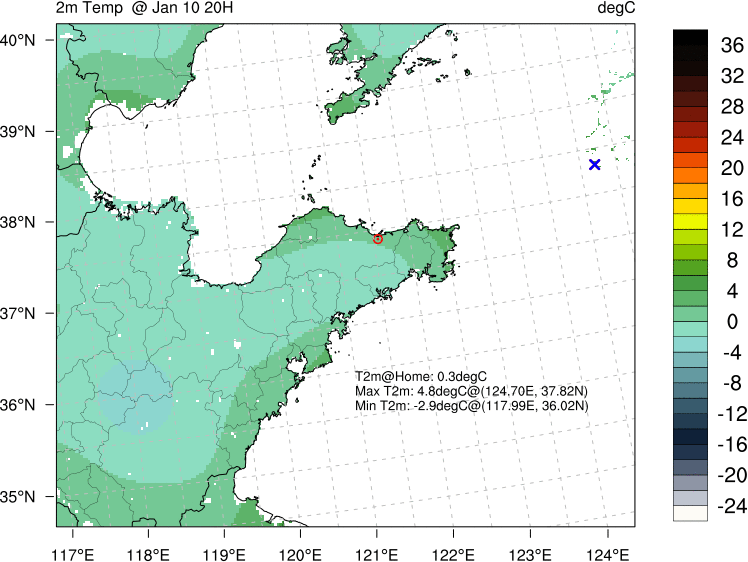 2m Temp @ Jan 10 20H
degC
40°N
39°N
38°N
37°N
36°N
35°N
T2m@Home: 0.3degC
Max T2m: 4.8degC@(124.70E, 37.82N)
Min T2m: -2.9degC@(117.99E, 36.02N)
117°E 118°E 119°E 120°E 121°E 122°E 123°E 124°E
36
32
28
24
20
16
12
8
4
0
-4
-8
-12
-16
-20
-24